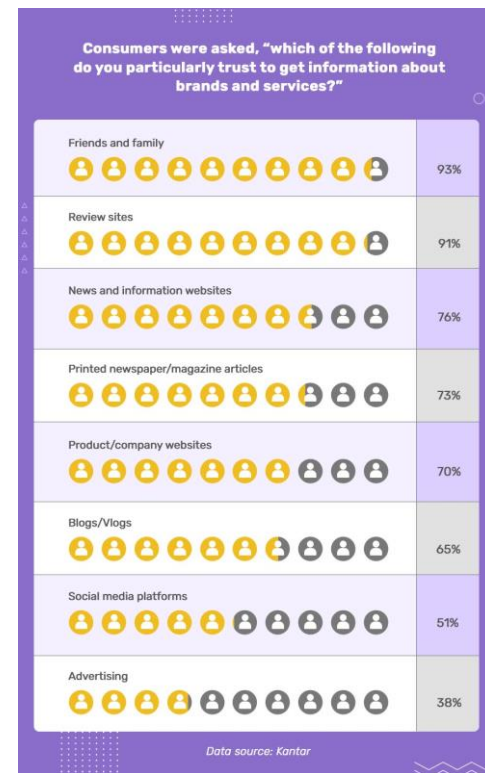 Consumers were asked, "which of the following
do you particularly trust to get information about
brands and services?"
Friends and family
93%
Review sites
91%
News and information websites
76%
Printed newspaper/magazine articles
73%
Product/company websites
70%
Blogs/Vlogs
65%
Social media platforms
51%
Advertising
38%
Data source: Kantar